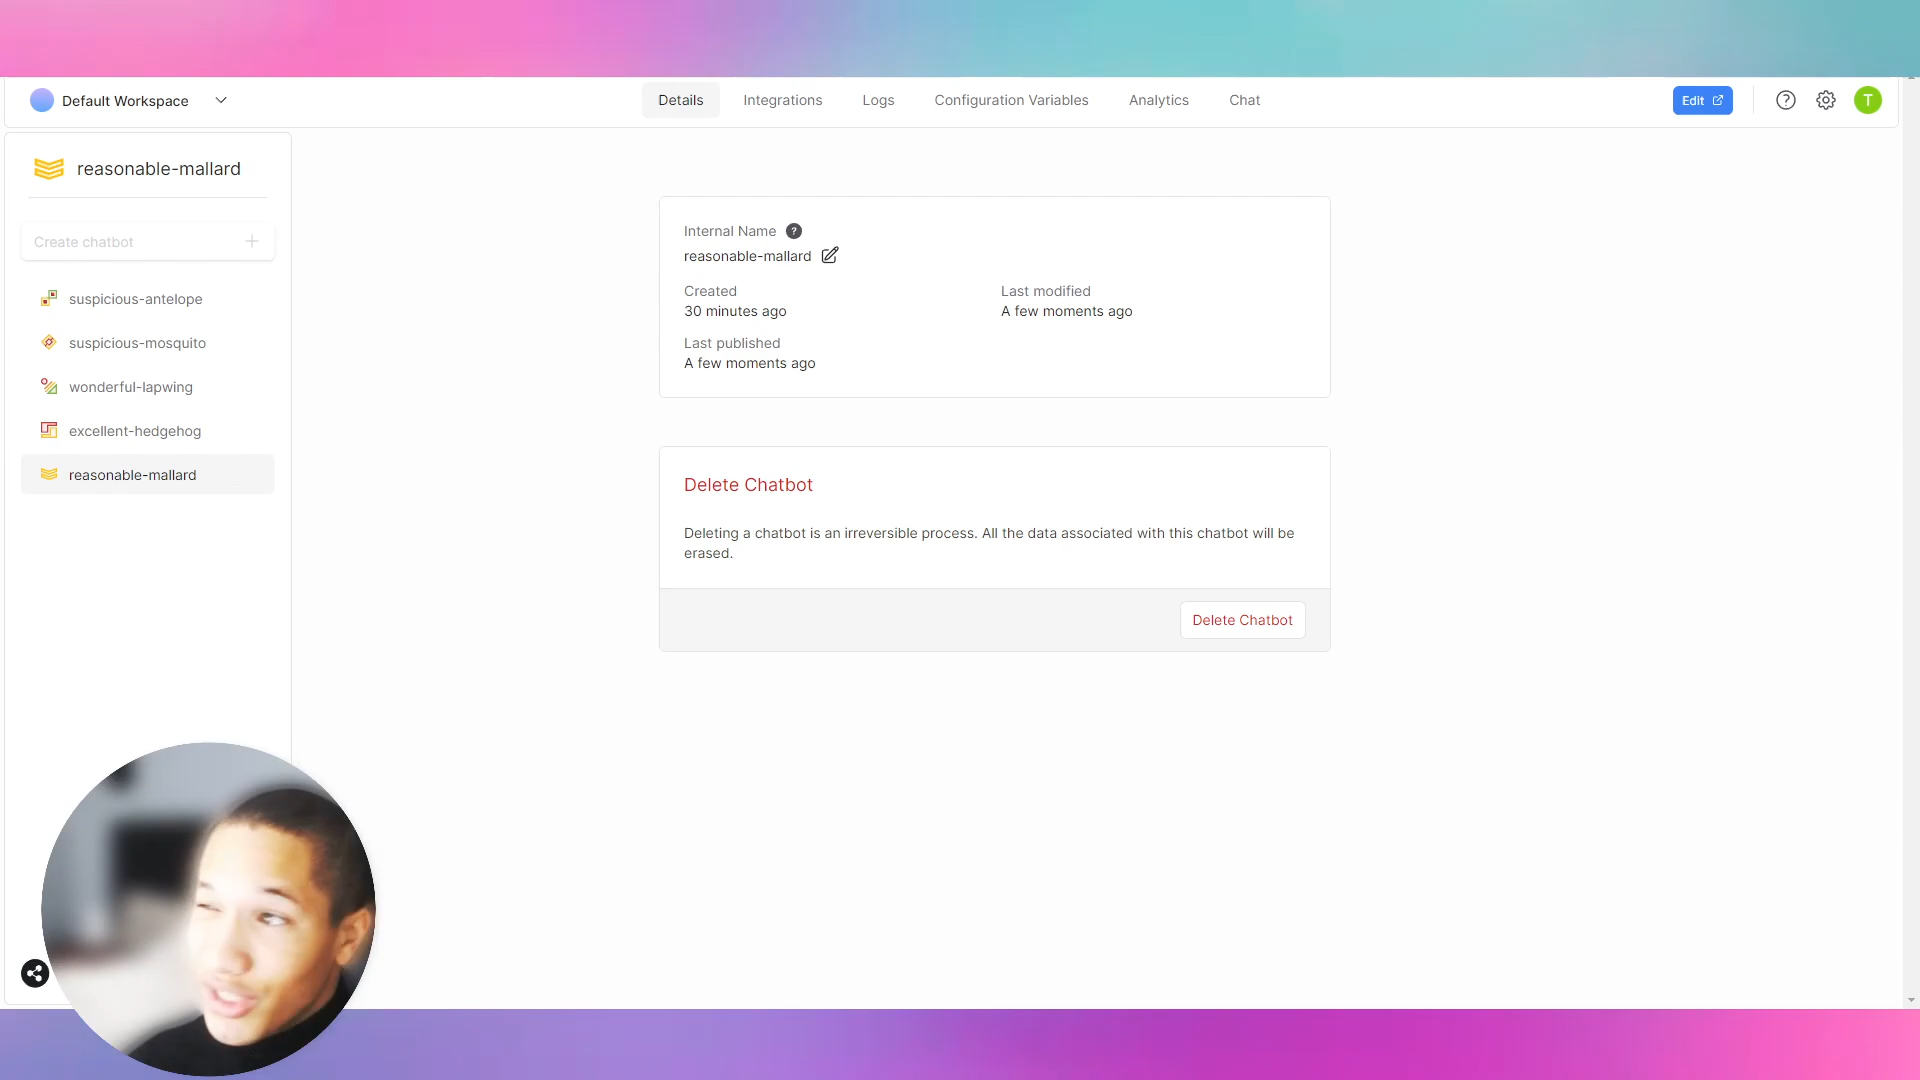 Default Workspace
Details
Integrations
Logs
Configuration Variables
Analytics
Chat
Edit
T
reasonable-mallard
Create chatbot
suspicious-antelope
suspicious-mosquito
wonderful-lapwing
excellent-hedgehog
reasonable-mallard
Internal Name ?
reasonable-mallard
Created
30 minutes ago
Last modified
A few moments ago
Last published
A few moments ago
Delete Chatbot
Deleting a chatbot is an irreversible process. All the data associated with this chatbot will be
erased.
Delete Chatbot